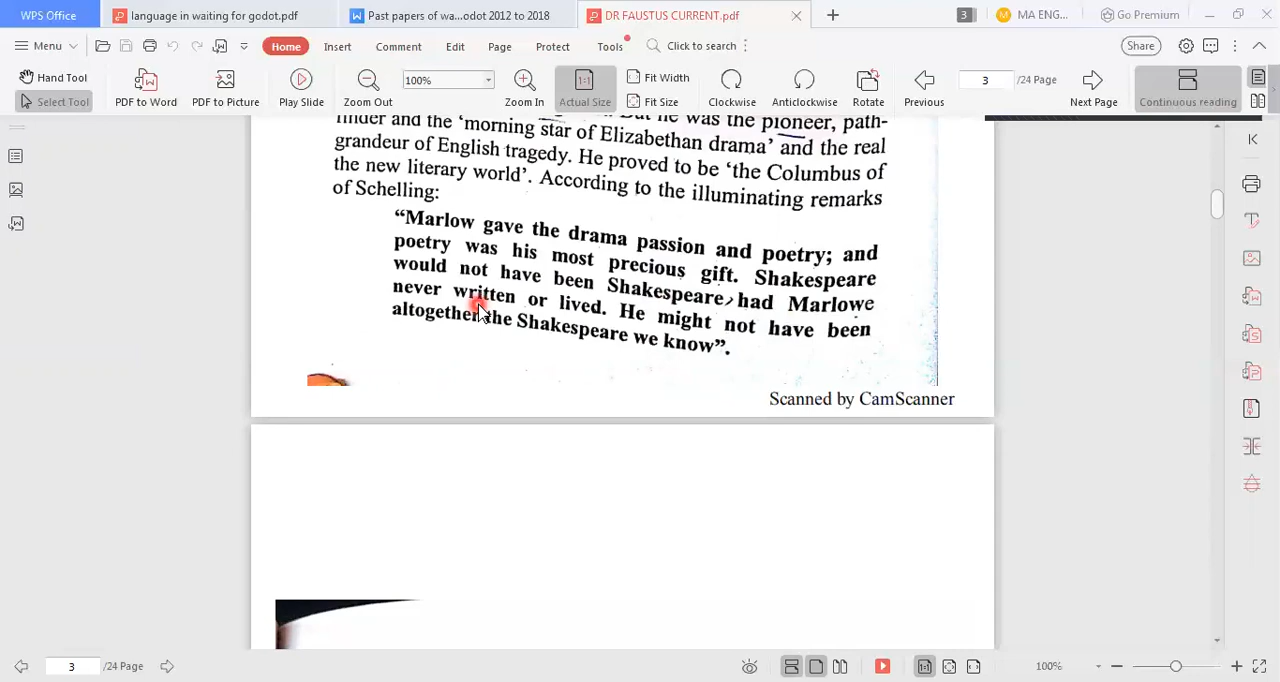 WPS Office
language in waiting for godot.pdf
Past papers of wa...odot 2012 to 2018
DR FAUSTUS CURRENT.pdf
3
MA ENG...
Go Premium
Menu
Home
Insert
Comment
Edit
Page
Protect
Tools
Click to search
Share
Hand Tool
Select Tool
PDF to Word
PDF to Picture
Play Slide
Zoom Out
100%
Zoom In
Actual Size
Fit Width
Fit Size
Clockwise
Anticlockwise
Rotate
Previous
3
/24 Page
Next Page
Continuous reading
he was the pioneer, path-
finder and the ‘morning star of Elizabethan drama’ and the real
grandeur of English tragedy. He proved to be ‘the Columbus of
the new literary world’. According to the illuminating remarks
of Schelling:
“Marlow gave the drama passion and poetry; and
poetry was his most precious gift. Shakespeare
would not have been Shakespeare, had Marlowe
never written or lived. He might not have been
altogether the Shakespeare we know”.
Scanned by CamScanner
3
/24 Page
100%